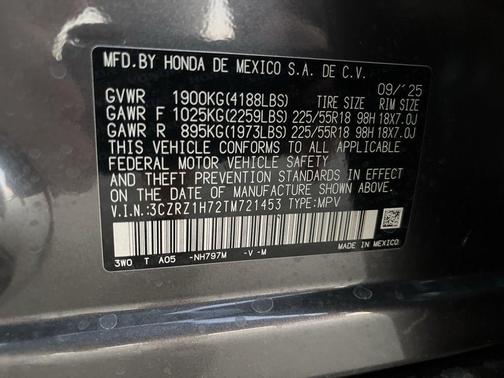 MFD.BY HONDA DE MEXICO S.A. DE C.V.
09/'25
GVWR 1900KG(4188LBS) TIRE SIZE RIM SIZE
GAWR F 1025KG(2259LBS) 225/55R18 98H 18X7.0J
GAWR R 895KG(1973LBS) 225/55R18 98H 18X7.0J
THIS VEHICLE CONFORMS TO ALL APPLICABLE
FEDERAL MOTOR VEHICLE SAFETY
AND THEFT PREVENTION STANDARDS IN EFFECT
ON DATE OF MANUFACTURE SHOWN ABOVE.
V.I.N.:3CZRZ1H72TM721453 TYPE:MPV
MADE IN MEXICO
3W0 T A05 -NH797M -V -M